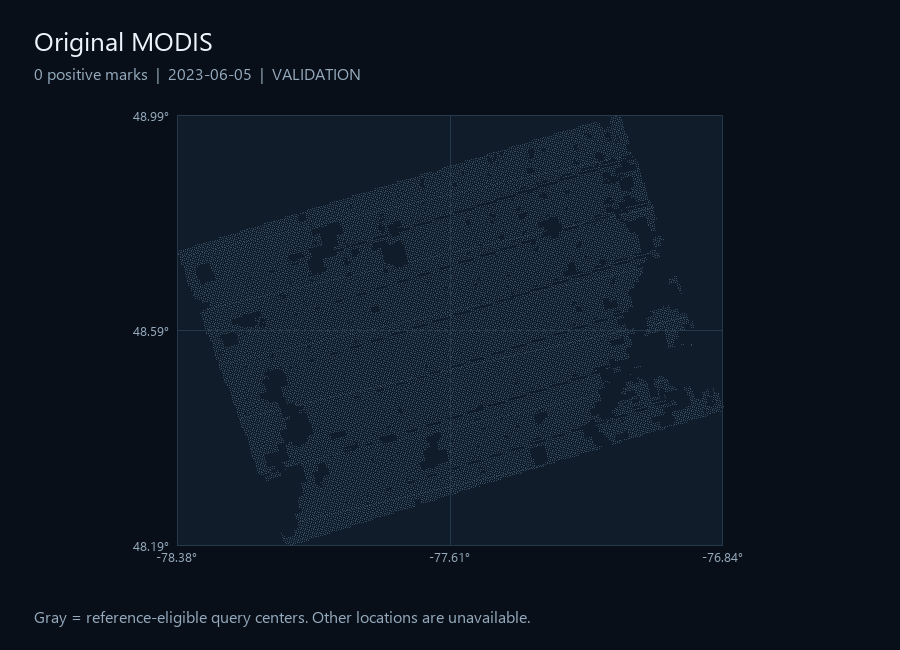 Original MODIS
0 positive marks | 2023-06-05 | VALIDATION
48.99°
48.59°
48.19°
-78.38°
-77.61°
-76.84°
Gray = reference-eligible query centers. Other locations are unavailable.